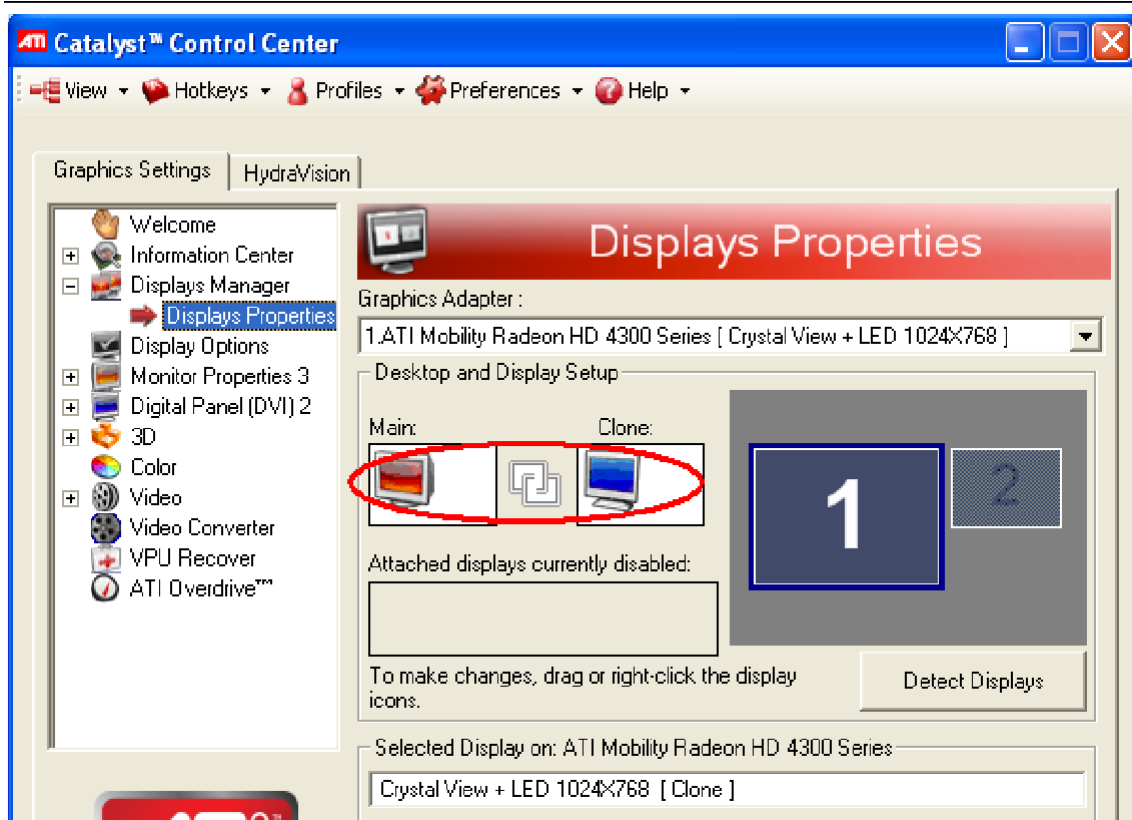 ATI Catalyst™ Control Center
View Hotkeys Profiles Preferences Help
Graphics Settings HydraVision
Welcome
Information Center
Displays Manager
Displays Properties
Display Options
Monitor Properties 3
Digital Panel (DVI) 2
3D
Color
Video
Video Converter
VPU Recover
ATI Overdrive™
Displays Properties
Graphics Adapter :
1.ATI Mobility Radeon HD 4300 Series [ Crystal View + LED 1024X768 ]
Desktop and Display Setup
Main: Clone:
1 2
Attached displays currently disabled:
To make changes, drag or right-click the display
icons.
Detect Displays
Selected Display on: ATI Mobility Radeon HD 4300 Series
Crystal View + LED 1024X768 [ Clone ]